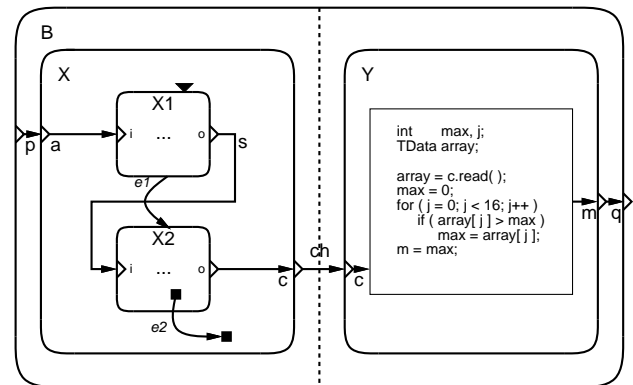 B
X
Y
X1
i ... o
s
p
a
e1
X2
i ... o
c
ch
c
e2
int max, j;
TData array;
array = c.read( );
max = 0;
for ( j = 0; j < 16; j++ )
if ( array[ j ] > max )
max = array[ j ];
m = max;
m
q